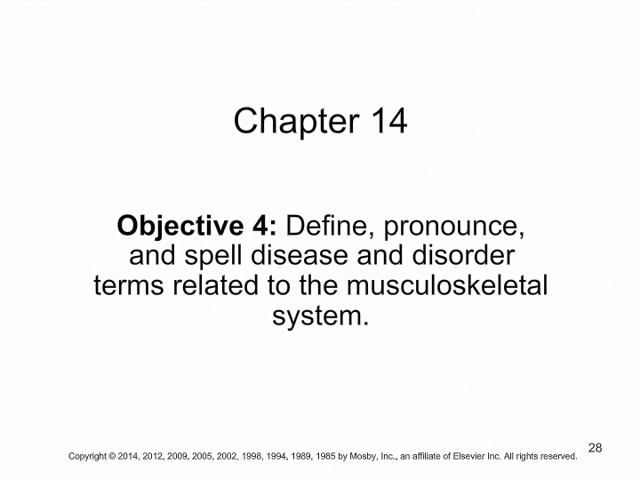 Chapter 14
Objective 4: Define, pronounce,
and spell disease and disorder
terms related to the musculoskeletal
system.
28
Copyright © 2014, 2012, 2009, 2005, 2002, 1998, 1994, 1989, 1985 by Mosby, Inc., an affiliate of Elsevier Inc. All rights reserved.